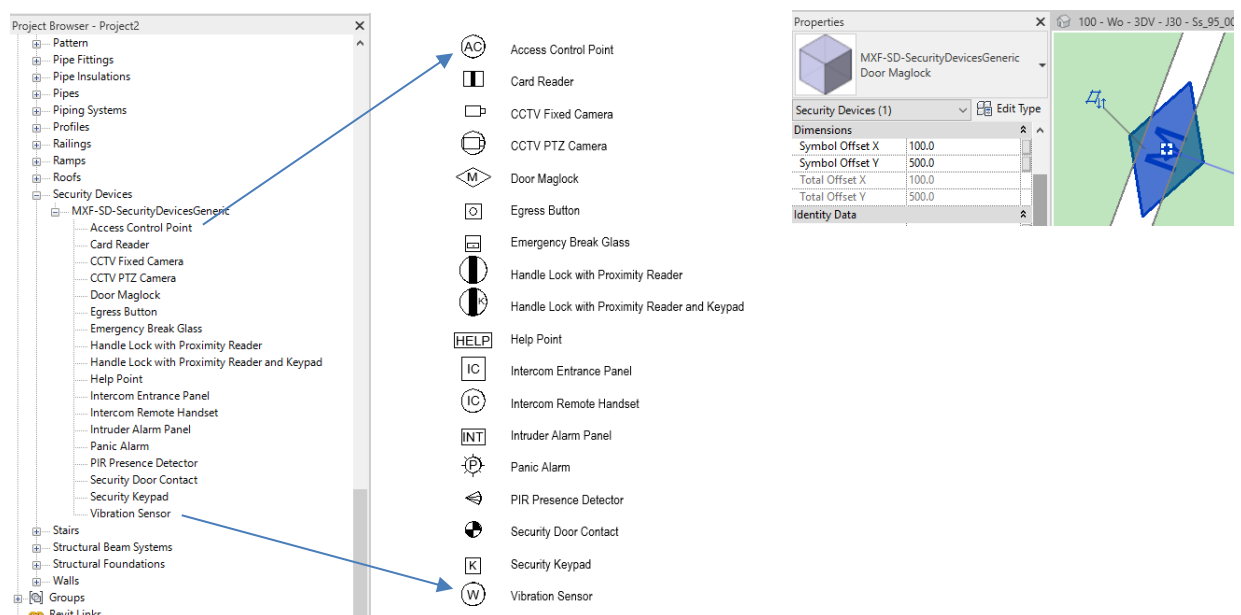 Project Browser - Project2
Pattern
Pipe Fittings
Pipe Insulations
Pipes
Piping Systems
Profiles
Railings
Ramps
Roofs
Security Devices
MXF-SD-SecurityDevicesGeneric
Access Control Point
Card Reader
CCTV Fixed Camera
CCTV PTZ Camera
Door Maglock
Egress Button
Emergency Break Glass
Handle Lock with Proximity Reader
Handle Lock with Proximity Reader and Keypad
Help Point
Intercom Entrance Panel
Intercom Remote Handset
Intruder Alarm Panel
Panic Alarm
PIR Presence Detector
Security Door Contact
Security Keypad
Vibration Sensor
Stairs
Structural Beam Systems
Structural Foundations
Walls
Groups
Revit Links
AC Access Control Point
Card Reader
CCTV Fixed Camera
CCTV PTZ Camera
M Door Maglock
Egress Button
Emergency Break Glass
Handle Lock with Proximity Reader
K Handle Lock with Proximity Reader and Keypad
HELP Help Point
IC Intercom Entrance Panel
IC Intercom Remote Handset
INT Intruder Alarm Panel
P Panic Alarm
PIR Presence Detector
Security Door Contact
K Security Keypad
W Vibration Sensor
Properties
MXF-SD-SecurityDevicesGeneric
Door Maglock
Security Devices (1) Edit Type
Dimensions
Symbol Offset X 100.0
Symbol Offset Y 500.0
Total Offset X 100.0
Total Offset Y 500.0
Identity Data
100 - Wo - 3DV - J30 - Ss_95_00
M